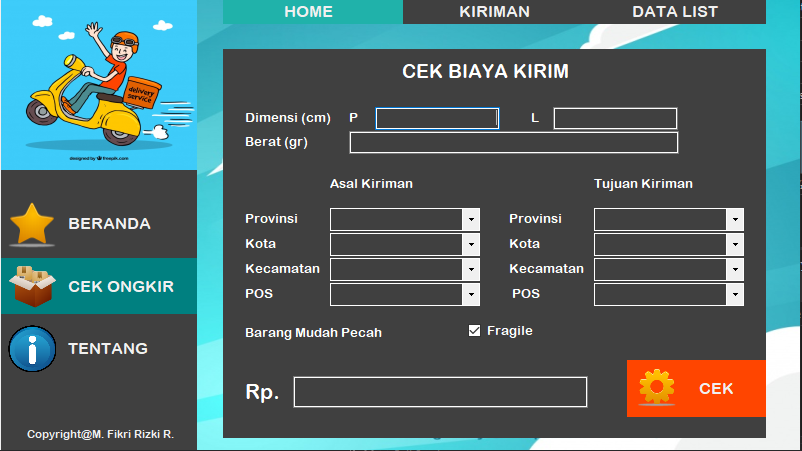 HOME KIRIMAN DATA LIST
delivery
service
designed by freepik.com
BERANDA
CEK ONGKIR
TENTANG
Copyright@M. Fikri Rizki R.
CEK BIAYA KIRIM
Dimensi (cm) P L
Berat (gr)
Asal Kiriman Tujuan Kiriman
Provinsi Provinsi
Kota Kota
Kecamatan Kecamatan
POS POS
Barang Mudah Pecah Fragile
Rp. CEK